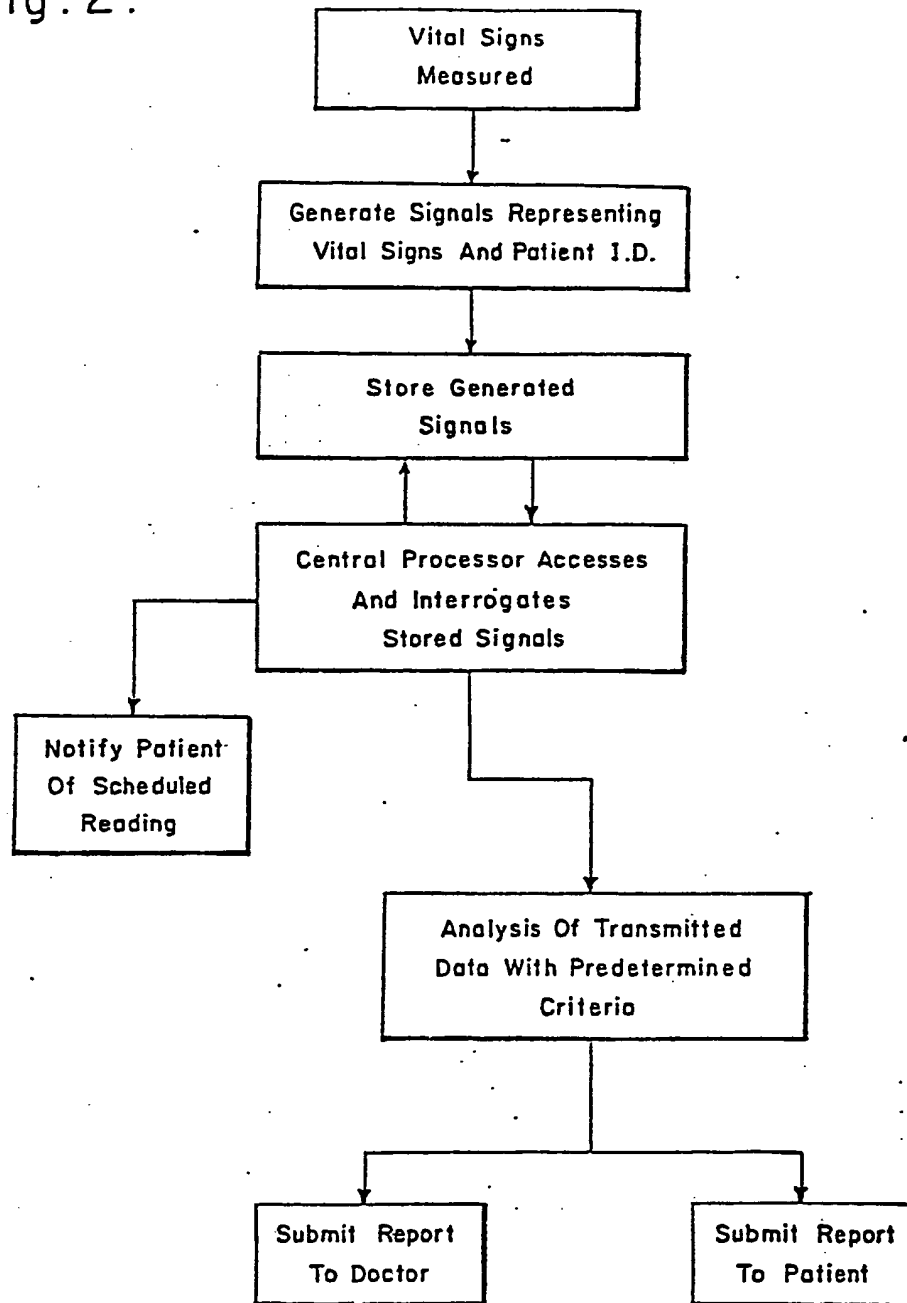 ig. 2.
Vital Signs
Measured
Generate Signals Representing
Vital Signs And Patient I.D.
Store Generated
Signals
Central Processor Accesses
And Interrogates
Stored Signals
Notify Patient
Of Scheduled
Reading
Analysis Of Transmitted
Data With Predetermined
Criteria
Submit Report
To Doctor
Submit Report
To Patient